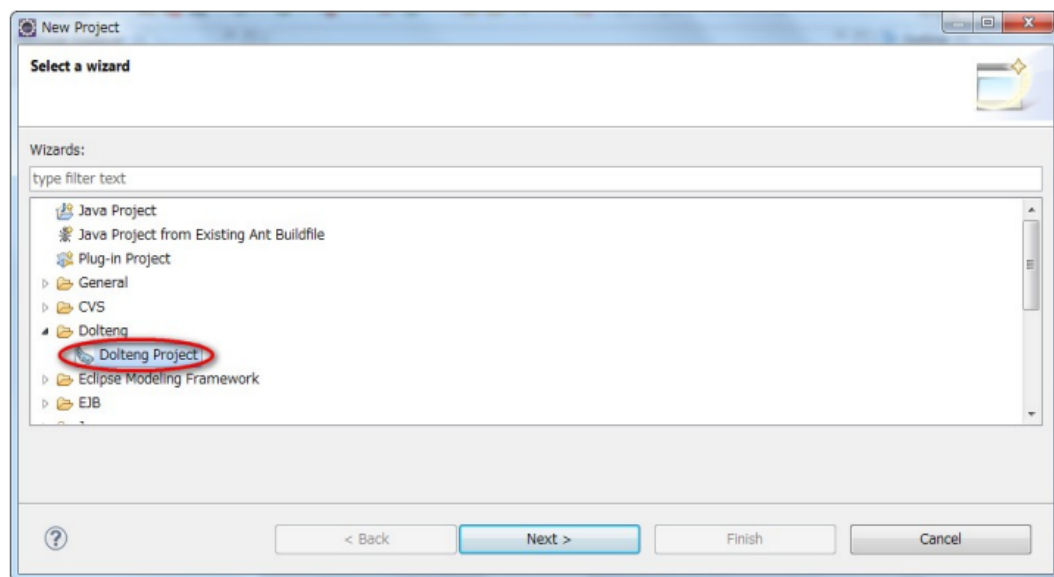 New Project
Select a wizard
Wizards:
type filter text
Java Project
Java Project from Existing Ant Buildfile
Plug-in Project
General
CVS
Dolteng
Dolteng Project
Eclipse Modeling Framework
EJB
< Back Next > Finish Cancel